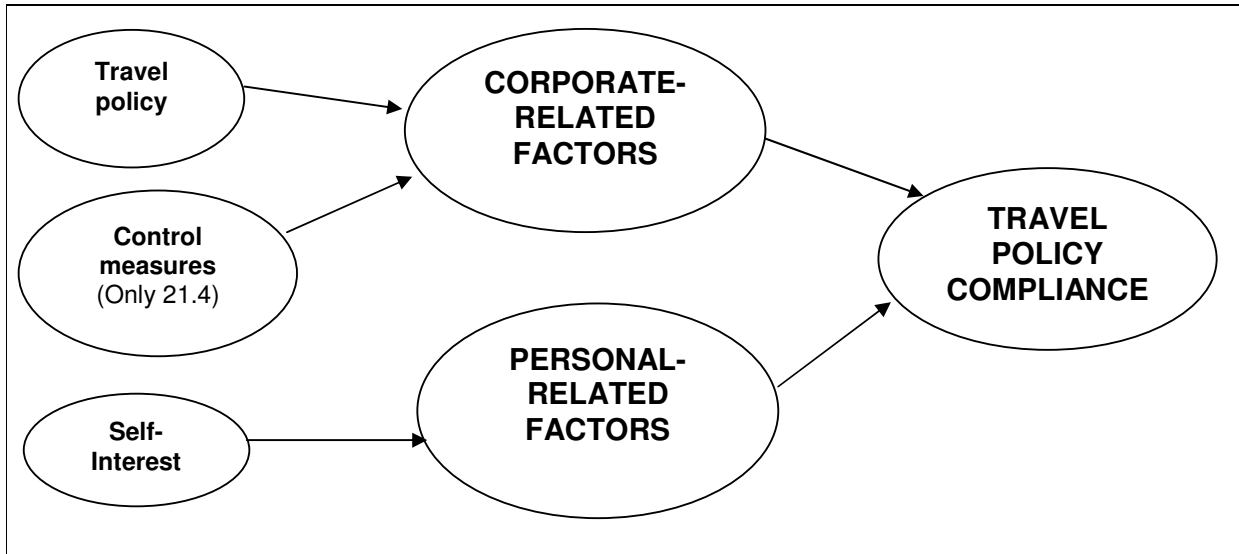 Travel
policy
CORPORATE-
RELATED
FACTORS
Control
measures
(Only 21.4)
TRAVEL
POLICY
COMPLIANCE
PERSONAL-
RELATED
FACTORS
Self-
Interest